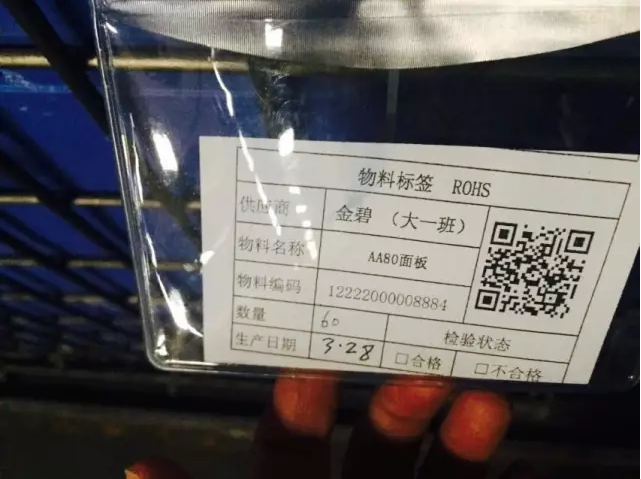 物料标签 ROHS
供应商 金碧 (大一班)
物料名称 AA80面板
物料编码 12222000008884
数量 60 检验状态
生产日期 3.28 □合格 □不合格